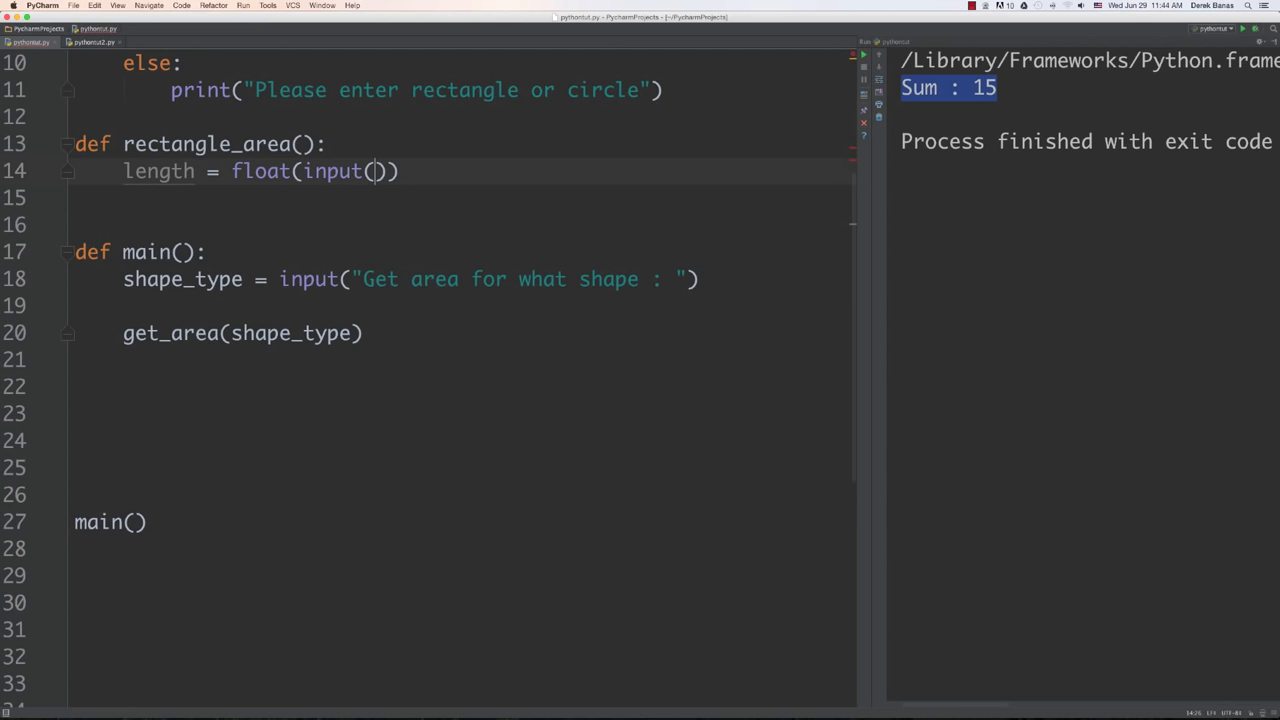 PyCharm File Edit View Navigate Code Refactor Run Tools VCS Window Help
10 Wed Jun 29 11:44 AM Derek Banas
pythontut.py - PycharmProjects - [~/PycharmProjects]
PycharmProjects pythontut.py
pythontut
pythontut.py pythontut2.py
Run: pythontut
10 else:
11 print("Please enter rectangle or circle")
12
13 def rectangle_area():
14 length = float(input())
15
16
17 def main():
18 shape_type = input("Get area for what shape : ")
19
20 get_area(shape_type)
21
22
23
24
25
26
27 main()
28
29
30
31
32
33
/Library/Frameworks/Python.frame
Sum : 15
Process finished with exit code
14:26 LF≠ UTF-8≠